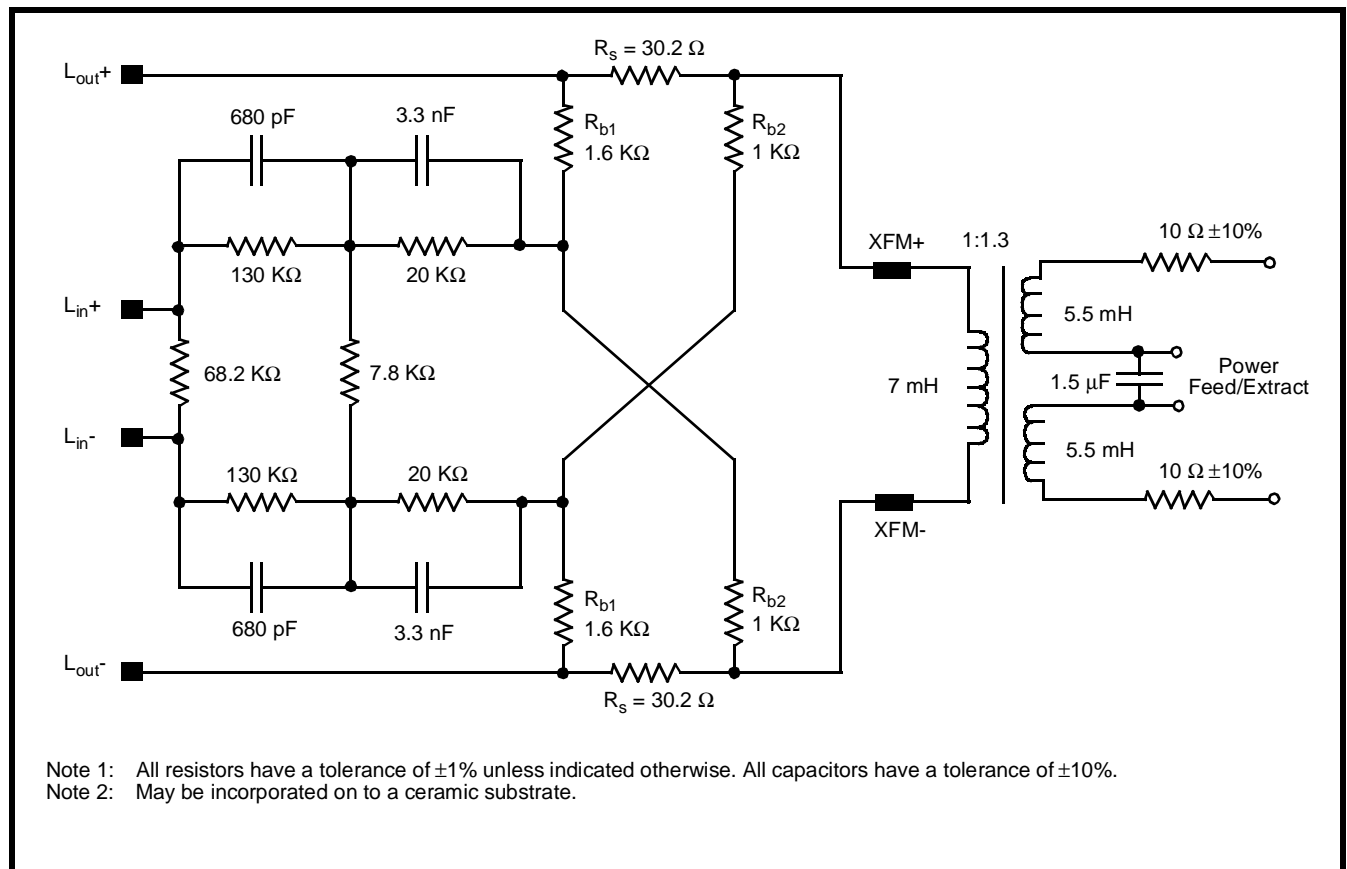 Rs = 30.2 Ω
Lout+
680 pF
3.3 nF
Rb1
1.6 KΩ
Rb2
1 KΩ
130 KΩ
20 KΩ
XFM+
1:1.3
10 Ω ±10%
Lin+
5.5 mH
68.2 KΩ
7.8 KΩ
7 mH
1.5 μF
Power
Feed/Extract
Lin-
130 KΩ
20 KΩ
5.5 mH
10 Ω ±10%
XFM-
680 pF
3.3 nF
Rb1
1.6 KΩ
Rb2
1 KΩ
Lout-
Rs = 30.2 Ω
Note 1: All resistors have a tolerance of ±1% unless indicated otherwise. All capacitors have a tolerance of ±10%.
Note 2: May be incorporated on to a ceramic substrate.